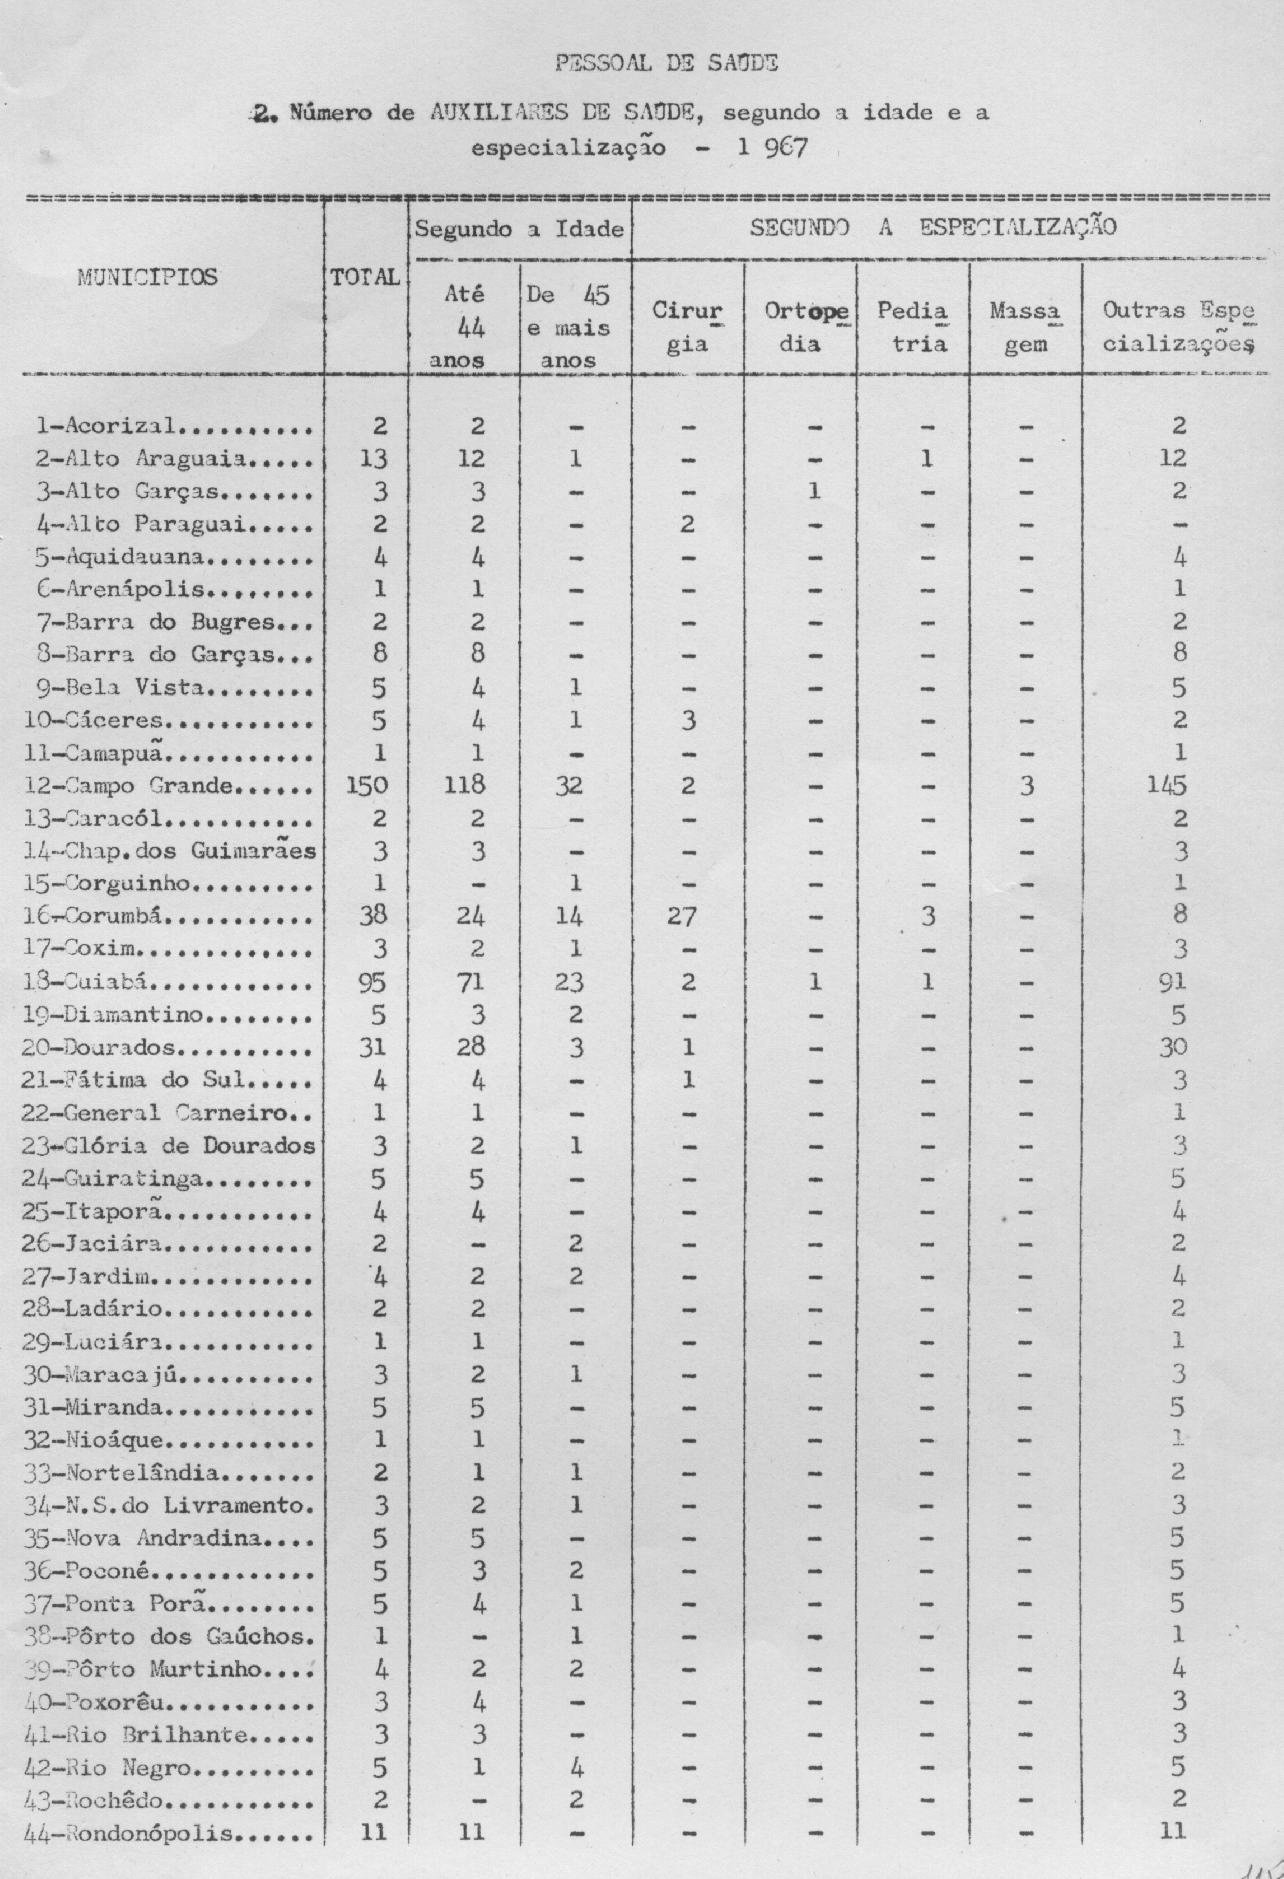 PESSOAL DE SAÚDE
2. Número de AUXILIARES DE SAÚDE, segundo a idade e a
especialização - 1 967
MUNICÍPIOS TOTAL Segundo a Idade SEGUNDO A ESPECIALIZAÇÃO
Até 44 anos De 45 e mais anos Cirur gia Ortope dia Pedia tria Massa gem Outras Espe cializações
1-Acorizal.......... 2 2 - - - - - 2
2-Alto Araguaia..... 13 12 1 - - 1 - 12
3-Alto Garças....... 3 3 - - 1 - - 2
4-Alto Paraguai..... 2 2 - 2 - - - -
5-Aquidauana........ 4 4 - - - - - 4
6-Arenápolis........ 1 1 - - - - - 1
7-Barra do Bugres... 2 2 - - - - - 2
8-Barra do Garças... 8 8 - - - - - 8
9-Bela Vista........ 5 4 1 - - - - 5
10-Cáceres........... 5 4 1 3 - - - 2
11-Camapuã........... 1 1 - - - - - 1
12-Campo Grande...... 150 118 32 2 - - 3 145
13-Caracól........... 2 2 - - - - - 2
14-Chap.dos Guimarães 3 3 - - - - - 3
15-Corguinho......... 1 - 1 - - - - 1
16-Corumbá........... 38 24 14 27 - 3 - 8
17-Coxim............. 3 2 1 - - - - 3
18-Cuiabá............ 95 71 23 2 1 1 - 91
19-Diamantino........ 5 3 2 - - - - 5
20-Dourados.......... 31 28 3 1 - - - 30
21-Fátima do Sul..... 4 4 - 1 - - - 3
22-General Carneiro.. 1 1 - - - - - 1
23-Glória de Dourados 3 2 1 - - - - 3
24-Guiratinga........ 5 5 - - - - - 5
25-Itaporã........... 4 4 - - - - - 4
26-Jaciára........... 2 - 2 - - - - 2
27-Jardim............ 4 2 2 - - - - 4
28-Ladário........... 2 2 - - - - - 2
29-Luciára........... 1 1 - - - - - 1
30-Maracajú.......... 3 2 1 - - - - 3
31-Miranda........... 5 5 - - - - - 5
32-Nioáque........... 1 1 - - - - - 1
33-Nortelândia....... 2 1 1 - - - - 2
34-N.S.do Livramento. 3 2 1 - - - - 3
35-Nova Andradina.... 5 5 - - - - - 5
36-Poconé............ 5 3 2 - - - - 5
37-Ponta Porã........ 5 4 1 - - - - 5
38-Pôrto dos Gaúchos. 1 - 1 - - - - 1
39-Pôrto Murtinho.... 4 2 2 - - - - 4
40-Poxorêu........... 3 4 - - - - - 3
41-Rio Brilhante..... 3 3 - - - - - 3
42-Rio Negro......... 5 1 4 - - - - 5
43-Rochêdo........... 2 - 2 - - - - 2
44-Rondonópolis...... 11 11 - - - - - 11